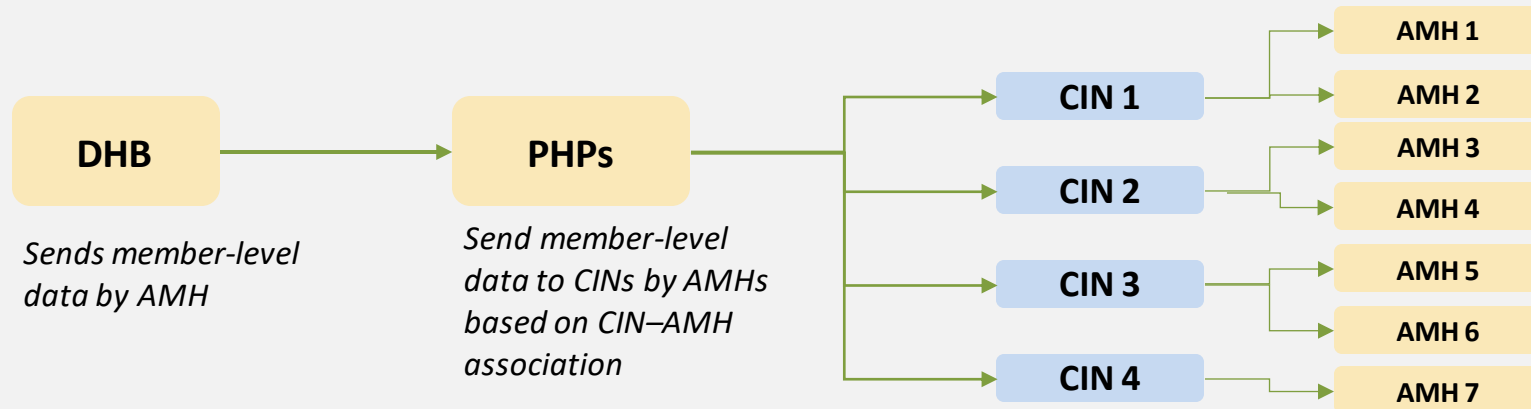 DHB
Sends member-level
data by AMH
PHPs
Send member-level
data to CINs by AMHs
based on CIN–AMH
association
CIN 1
CIN 2
CIN 3
CIN 4
AMH 1
AMH 2
AMH 3
AMH 4
AMH 5
AMH 6
AMH 7